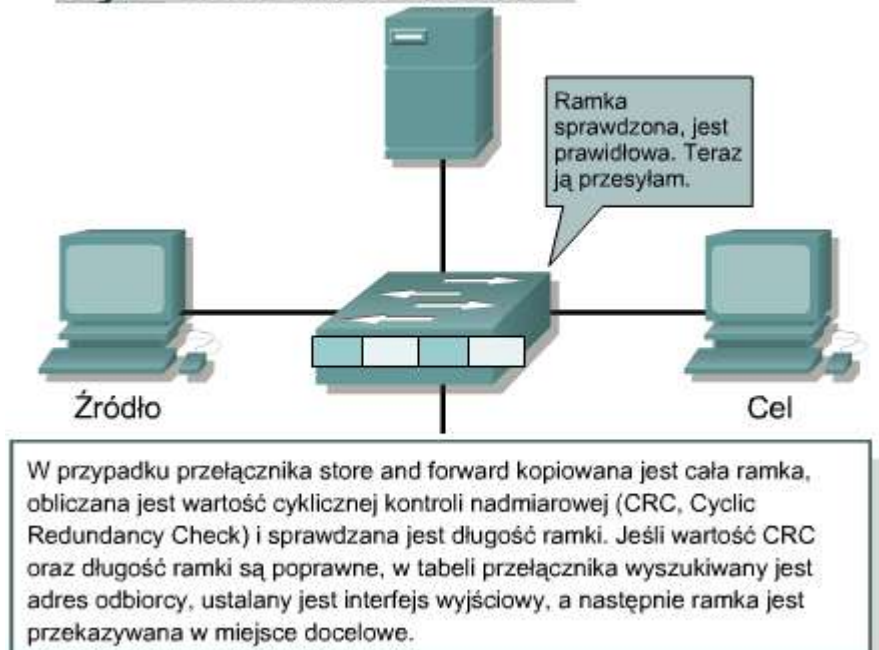 Ramka
sprawdzona, jest
prawidłowa. Teraz
ją przesyłam.
Źródło
Cel
W przypadku przełącznika store and forward kopiowana jest cała ramka,
obliczana jest wartość cyklicznej kontroli nadmiarowej (CRC, Cyclic
Redundancy Check) i sprawdzana jest długość ramki. Jeśli wartość CRC
oraz długość ramki są poprawne, w tabeli przełącznika wyszukiwany jest
adres odbiorcy, ustalany jest interfejs wyjściowy, a następnie ramka jest
przekazywana w miejsce docelowe.